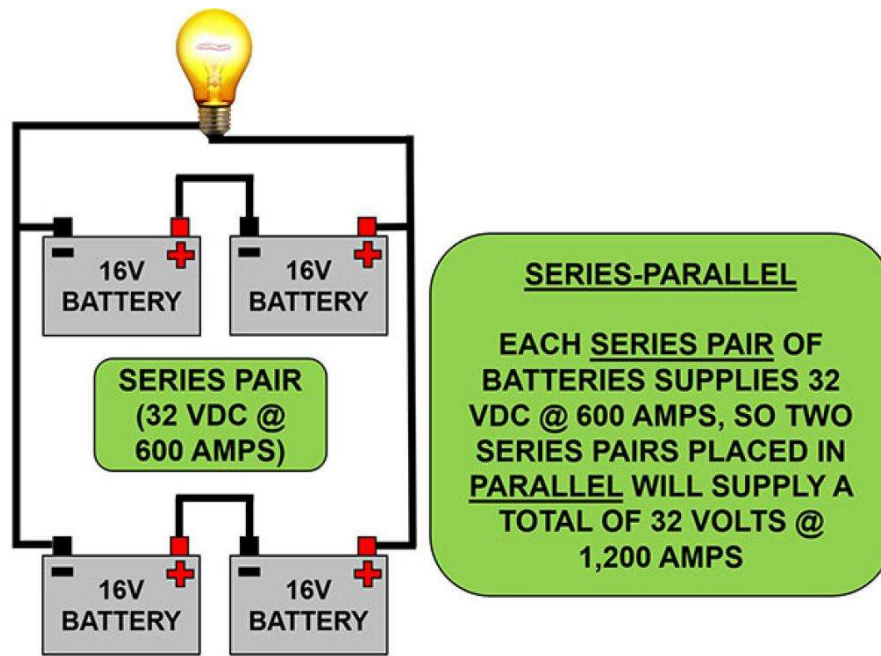 16V
BATTERY
16V
BATTERY
SERIES PAIR
(32 VDC @
600 AMPS)
16V
BATTERY
16V
BATTERY
SERIES-PARALLEL
EACH SERIES PAIR OF
BATTERIES SUPPLIES 32
VDC @ 600 AMPS, SO TWO
SERIES PAIRS PLACED IN
PARALLEL WILL SUPPLY A
TOTAL OF 32 VOLTS @
1,200 AMPS